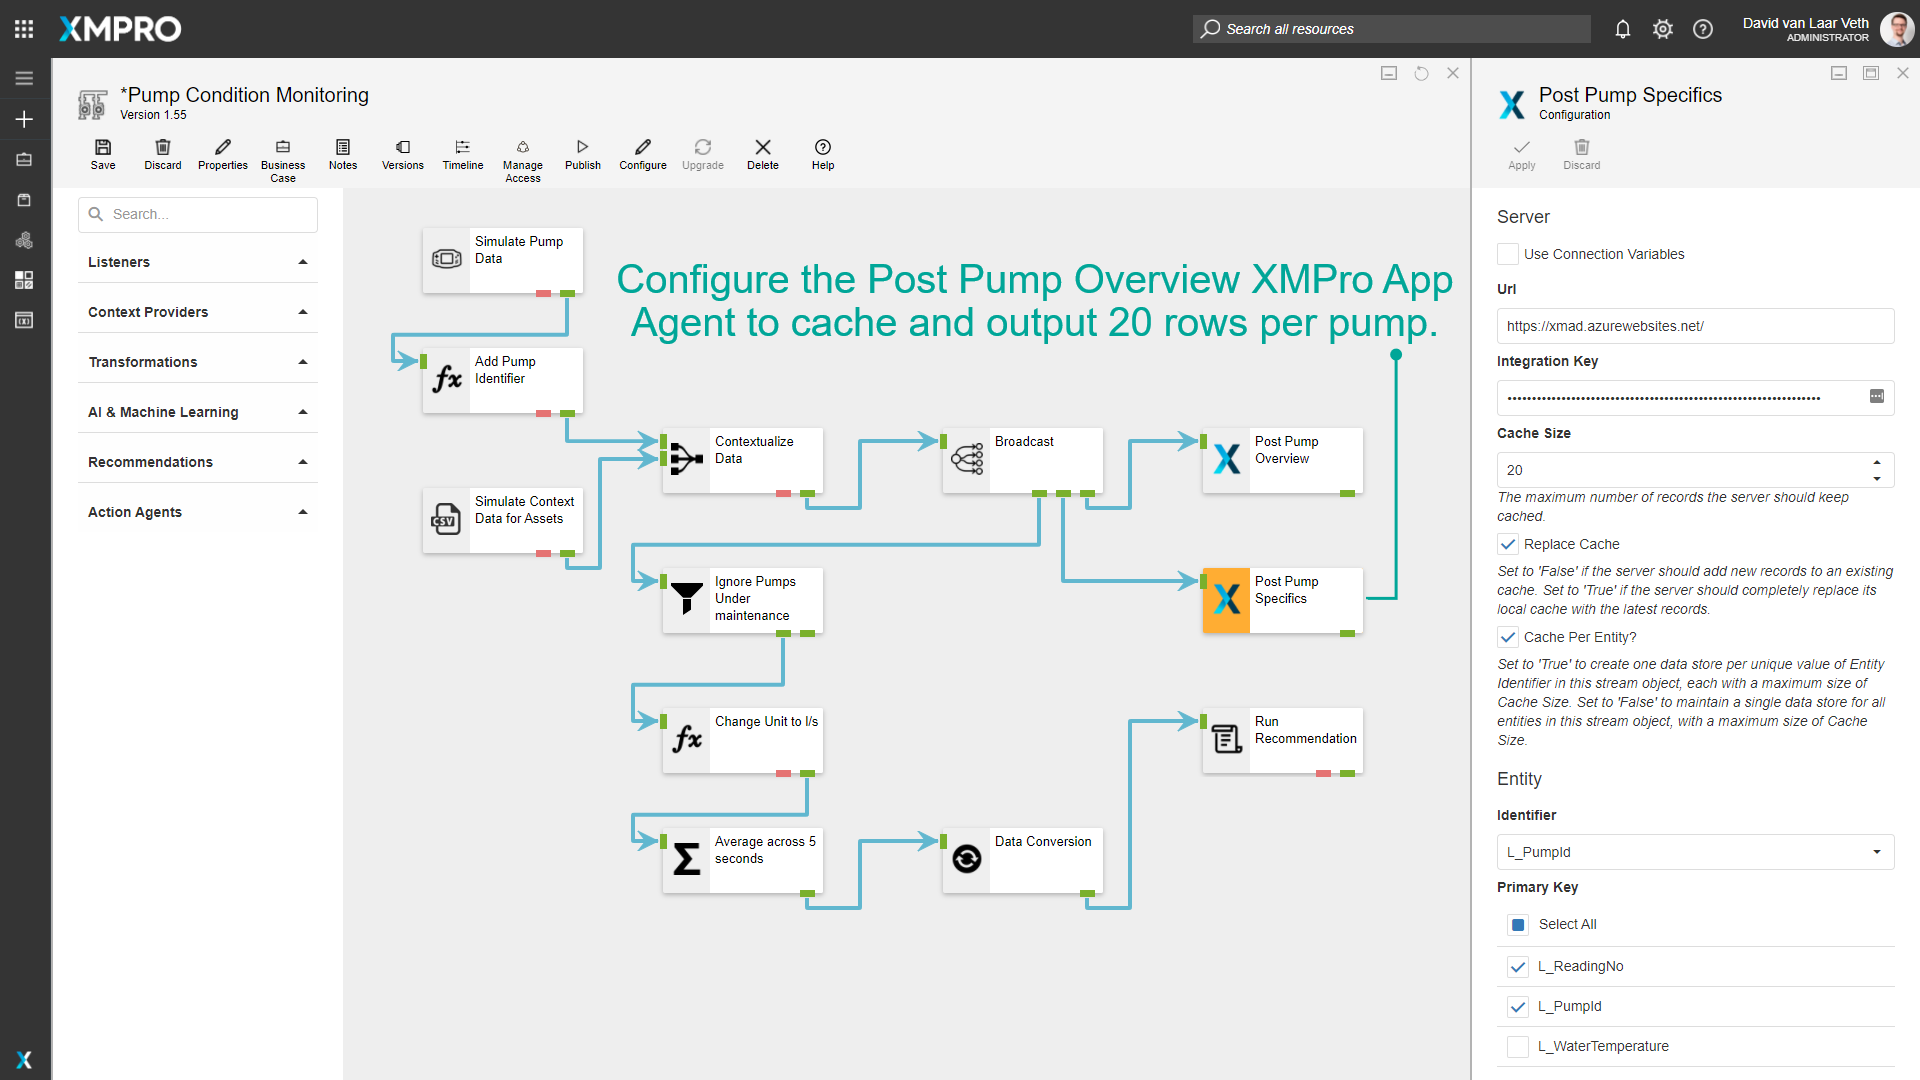 XMPRO
Search all resources
David van Laar Veth
ADMINISTRATOR
*Pump Condition Monitoring
Version 1.55
Save
Discard
Properties
Business
Case
Notes
Versions
Timeline
Manage
Access
Publish
Configure
Upgrade
Delete
Help
Search...
Listeners
Context Providers
Transformations
AI & Machine Learning
Recommendations
Action Agents
Configure the Post Pump Overview XMPro App
Agent to cache and output 20 rows per pump.
Simulate Pump
Data
fx
Add Pump
Identifier
Contextualize
Data
Broadcast
Post Pump
Overview
CSV
Simulate Context
Data for Assets
Ignore Pumps
Under
maintenance
Post Pump
Specifics
fx
Change Unit to l/s
Run
Recommendation
Σ
Average across 5
seconds
Data Conversion
Post Pump Specifics
Configuration
Apply
Discard
Server
Use Connection Variables
Url
https://xmad.azurewebsites.net/
Integration Key
Cache Size
20
The maximum number of records the server should keep
cached.
Replace Cache
Set to 'False' if the server should add new records to an existing
cache. Set to 'True' if the server should completely replace its
local cache with the latest records.
Cache Per Entity?
Set to 'True' to create one data store per unique value of Entity
Identifier in this stream object, each with a maximum size of
Cache Size. Set to 'False' to maintain a single data store for all
entities in this stream object, with a maximum size of Cache
Size.
Entity
Identifier
L_PumpId
Primary Key
Select All
L_ReadingNo
L_PumpId
L_WaterTemperature